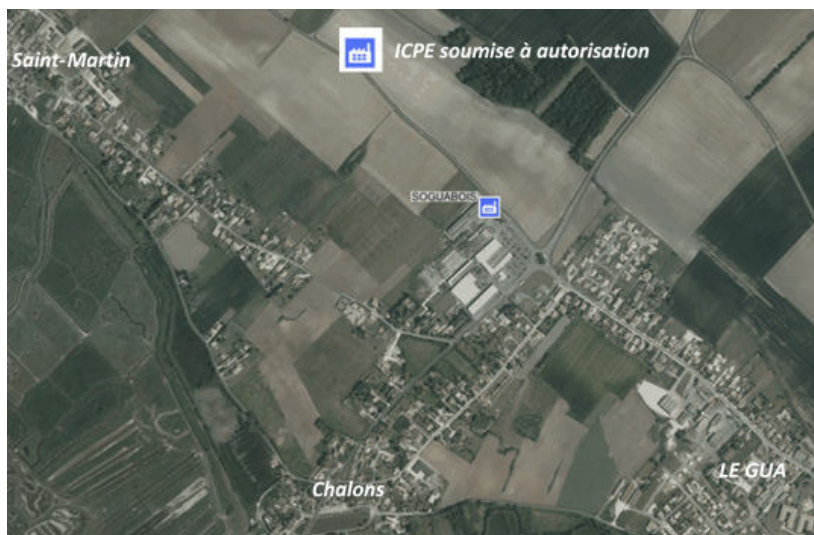 Saint-Martin
ICPE soumise à autorisation
SOGUABOIS
Chalons
LE GUA